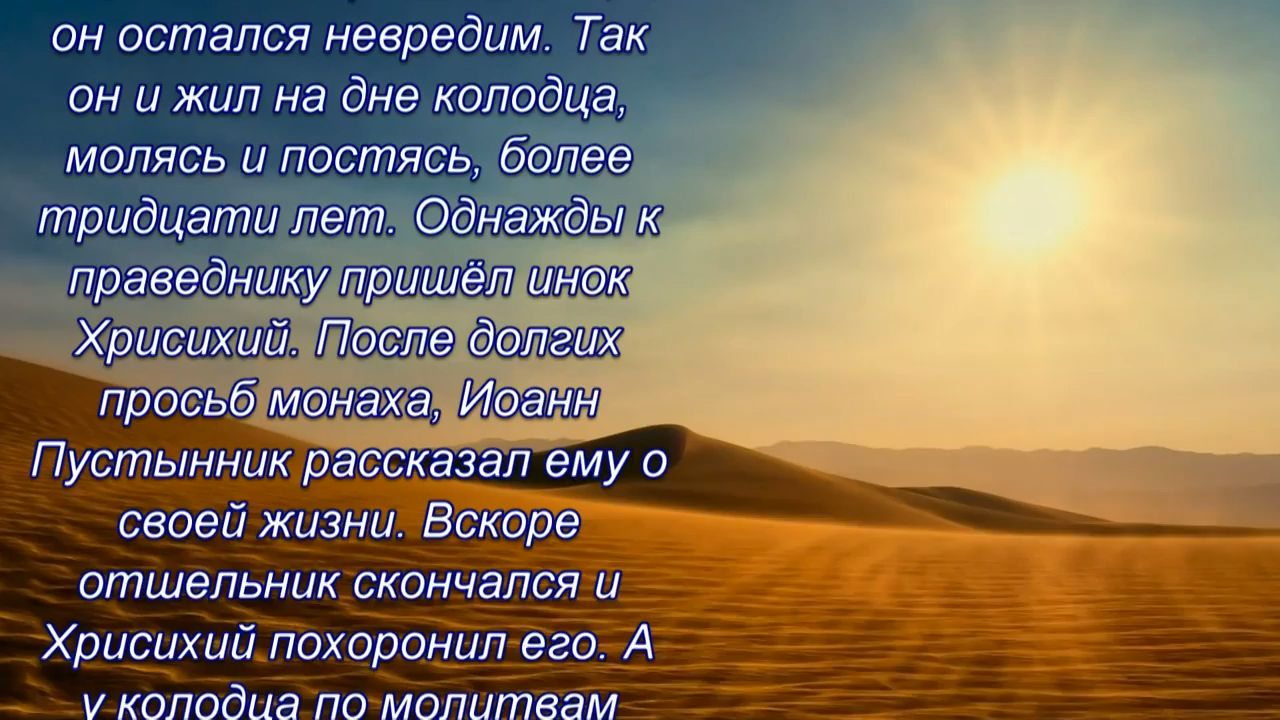 он остался невредим. Так
он и жил на дне колодца,
молясь и постясь, более
тридцати лет. Однажды к
праведнику пришёл инок
Хрисихий. После долгих
просьб монаха, Иоанн
Пустынник рассказал ему о
своей жизни. Вскоре
отшельник скончался и
Хрисихий похоронил его. А
у колодца по молитвам